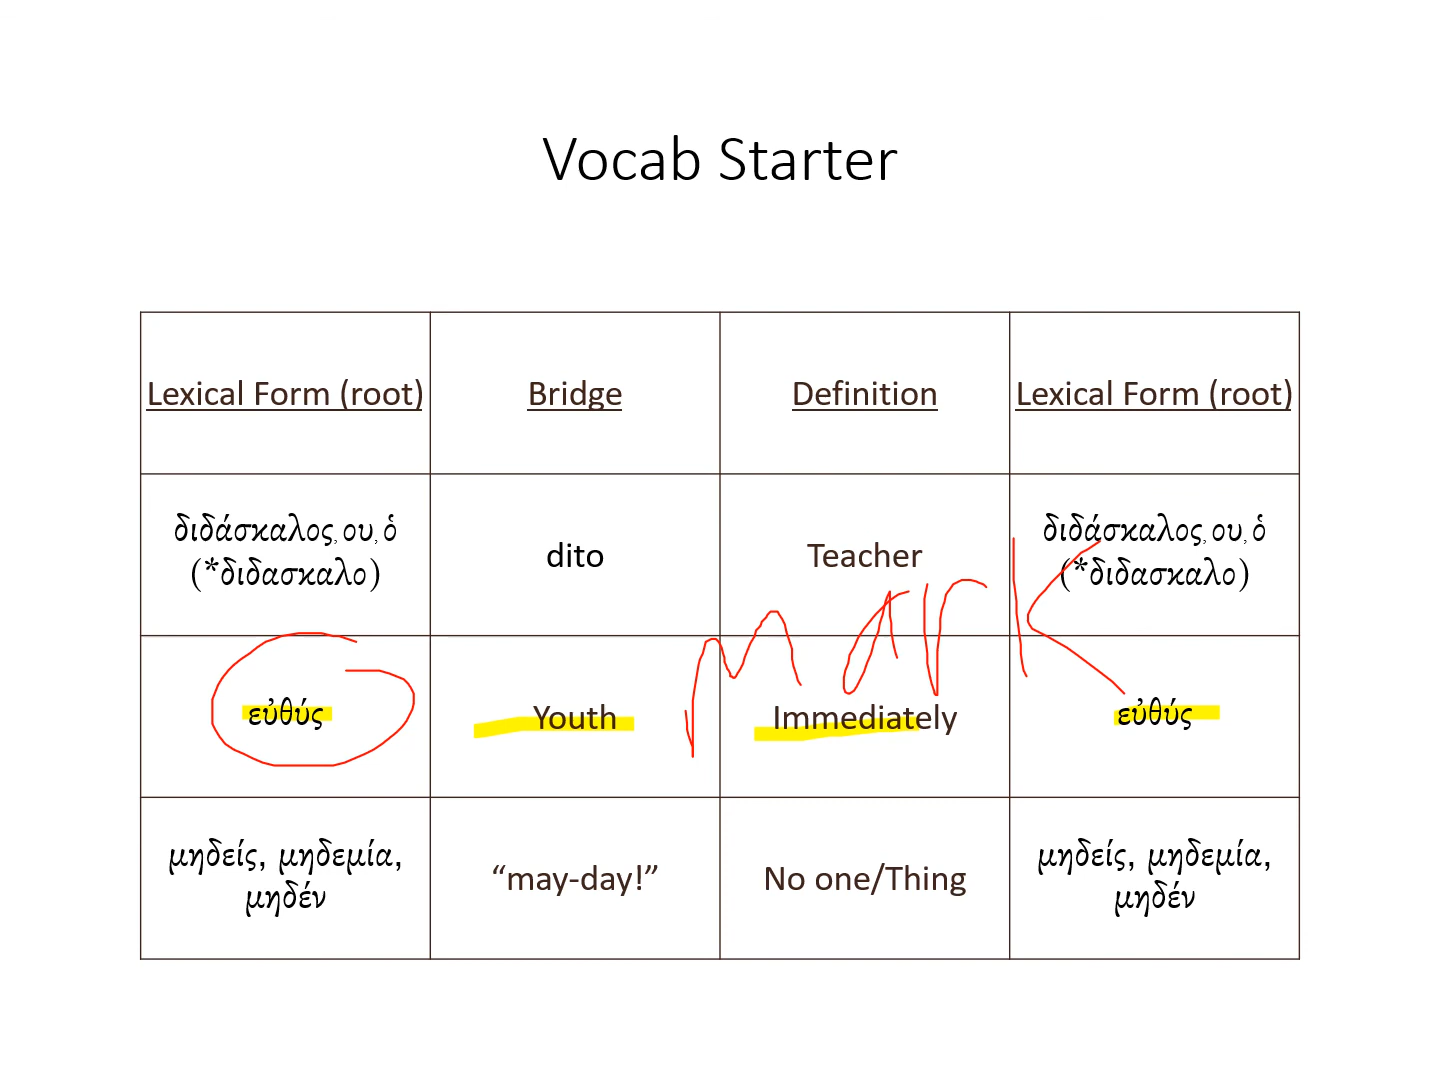 Vocab Starter
Lexical Form (root) Bridge Definition Lexical Form (root)
διδάσκαλος, ου, ὁ
(*διδασκαλο)
dito
Teacher
διδάσκαλος, ου, ὁ
(*διδασκαλο)
mark
εὐθύς Youth Immediately εὐθύς
μηδείς, μηδεμία,
μηδέν
“may-day!”
No one/Thing
μηδείς, μηδεμία,
μηδέν